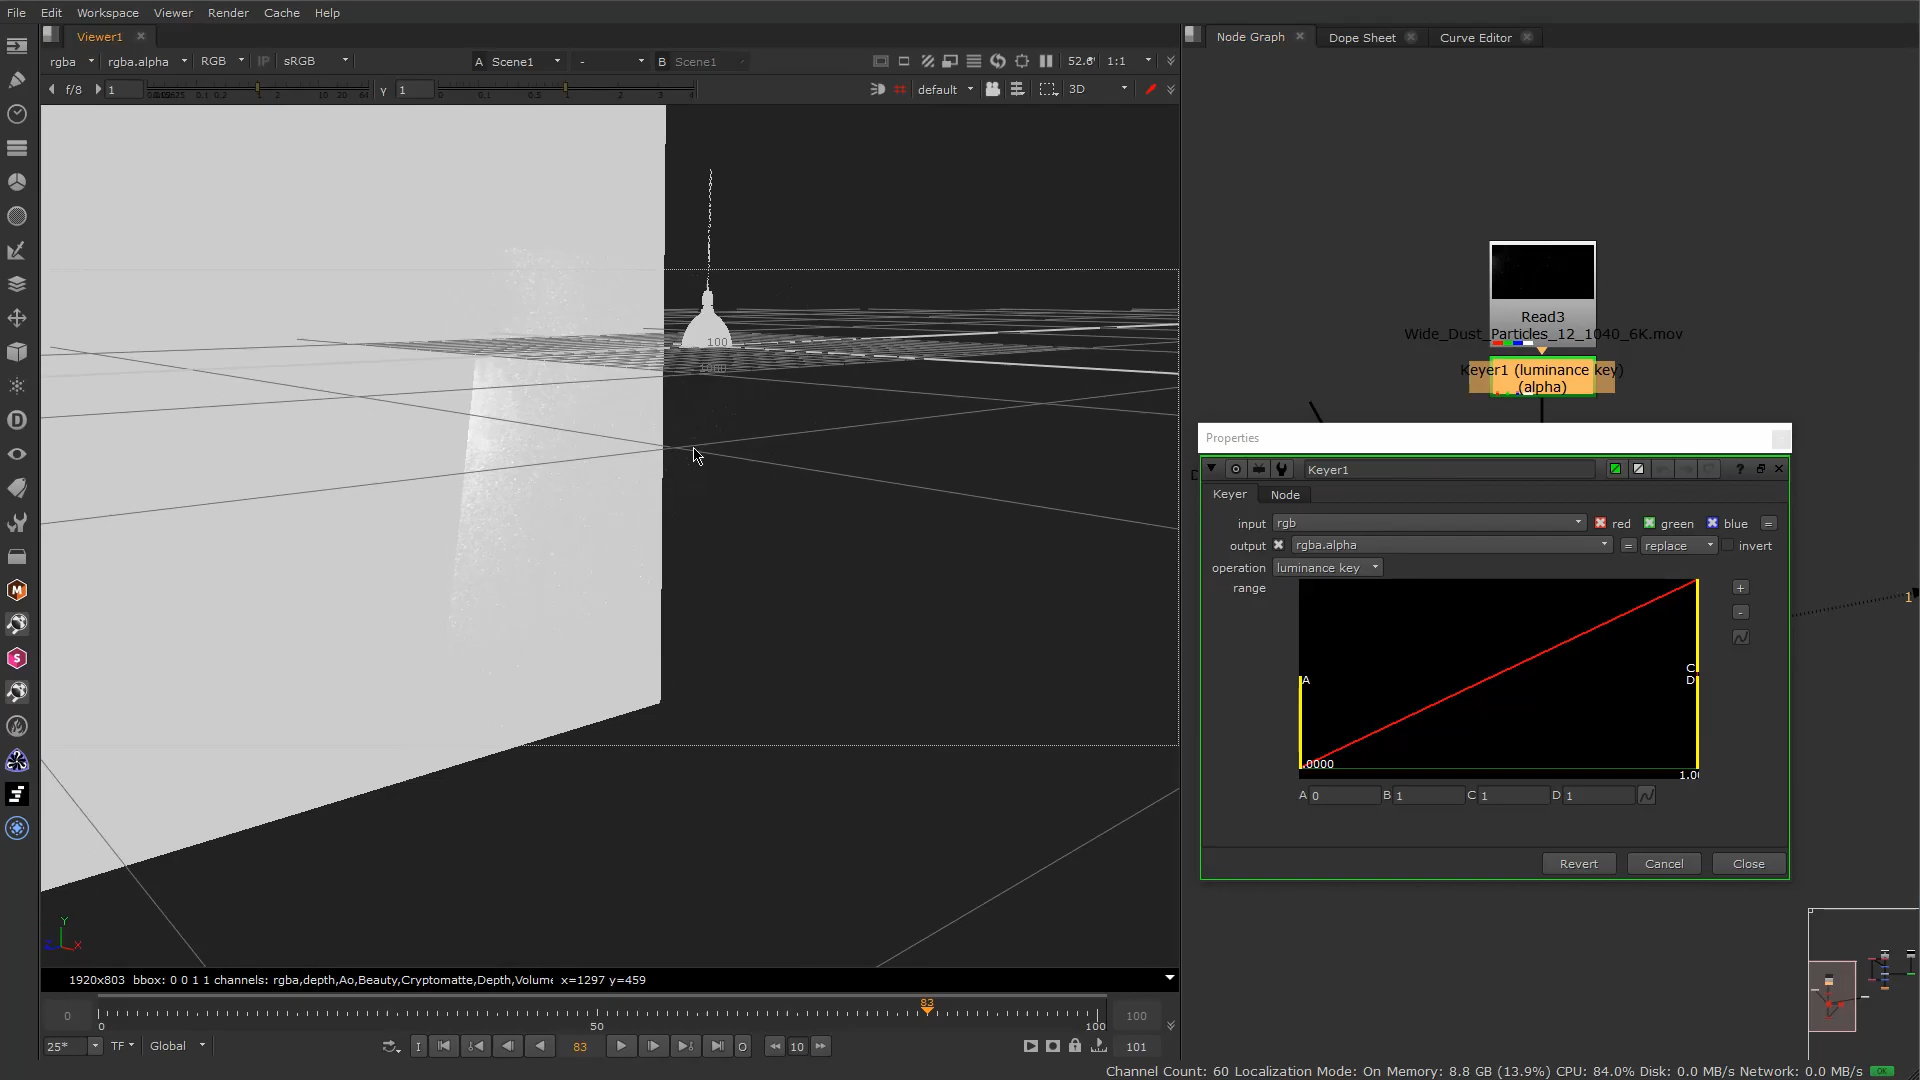 File Edit Workspace Viewer Render Cache Help
Viewer1
Node Graph Dope Sheet Curve Editor
rgba rgba.alpha RGB IP sRGB A Scene1 - B Scene1 1:1
f/8 1 y 1 default 3D
100
1000
Read3
Wide_Dust_Particles_12_1040_6K.mov
Keyer1 (luminance key)
(alpha)
Properties
Keyer1
Keyer Node
input rgb red green blue =
output rgba.alpha = replace invert
operation luminance key
range
+
-
A
C
D
.0000
A 0 B 1 C 1 D 1
Revert Cancel Close
1
Y
Z X
1920x803 bbox: 0 0 1 1 channels: rgba,depth,Ao,Beauty,Cryptomatte,Depth,Volume x=1297 y=459
83
0 0 50 100 100
25* TF Global I 83 O 10 101
Channel Count: 60 Localization Mode: On Memory: 8.8 GB (13.9%) CPU: 84.0% Disk: 0.0 MB/s Network: 0.0 MB/s OK